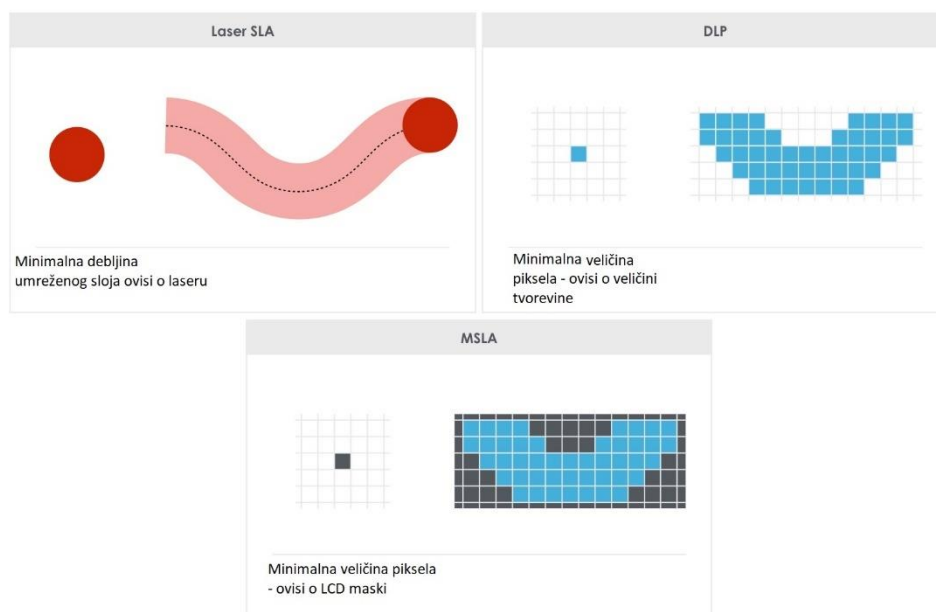 Laser SLA
Minimalna debljina
umreženog sloja ovisi o laseru
DLP
Minimalna veličina
piksela - ovisi o veličini
tvorevine
MSLA
Minimalna veličina piksela
- ovisi o LCD maski